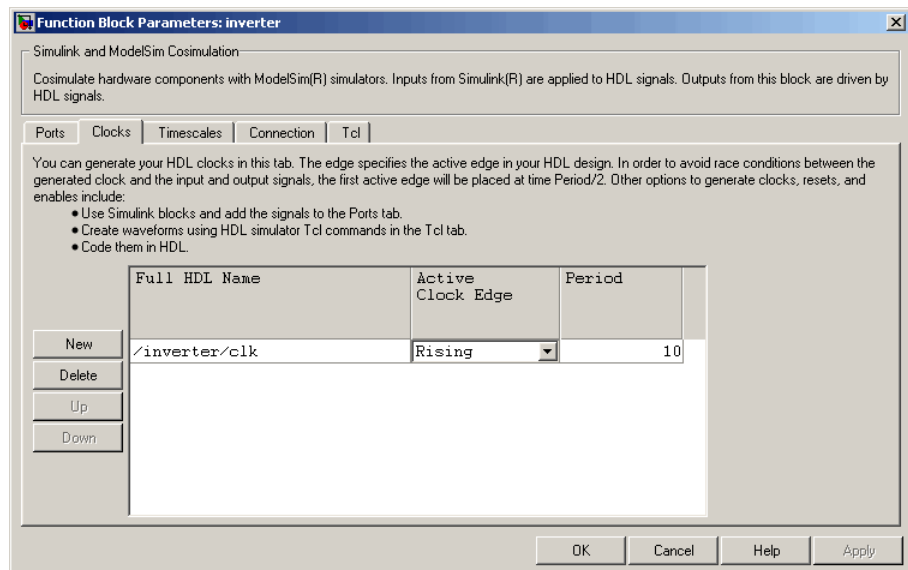 Function Block Parameters: inverter
Simulink and ModelSim Cosimulation
Cosimulate hardware components with ModelSim(R) simulators. Inputs from Simulink(R) are applied to HDL signals. Outputs from this block are driven by
HDL signals.
Ports Clocks Timescales Connection Tcl
You can generate your HDL clocks in this tab. The edge specifies the active edge in your HDL design. In order to avoid race conditions between the
generated clock and the input and output signals, the first active edge will be placed at time Period/2. Other options to generate clocks, resets, and
enables include:
● Use Simulink blocks and add the signals to the Ports tab.
● Create waveforms using HDL simulator Tcl commands in the Tcl tab.
● Code them in HDL.
Full HDL Name Active Period
Clock Edge
New
/inverter/clk Rising 10
Delete
Up
Down
OK Cancel Help Apply